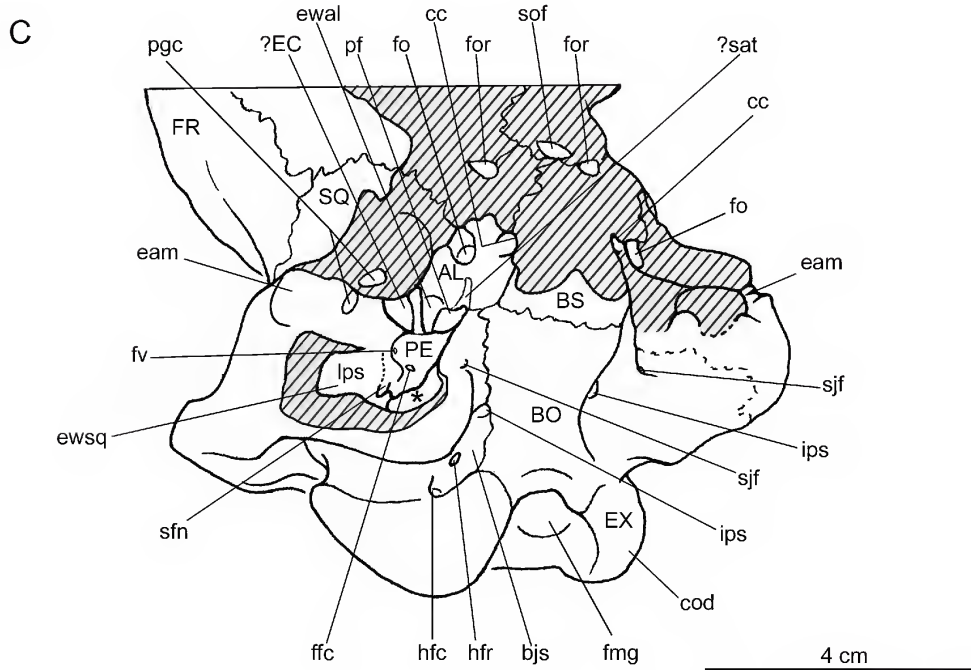 C
ewal cc sof
pgc ?EC pf fo for for ?sat
cc
FR
SQ
fo
eam AL eam
BS
fv PE
lps sjf
*
ewsq BO ips
sjf
sfn EX ips
cod
ffc hfc hfr bjs fmg 4 cm